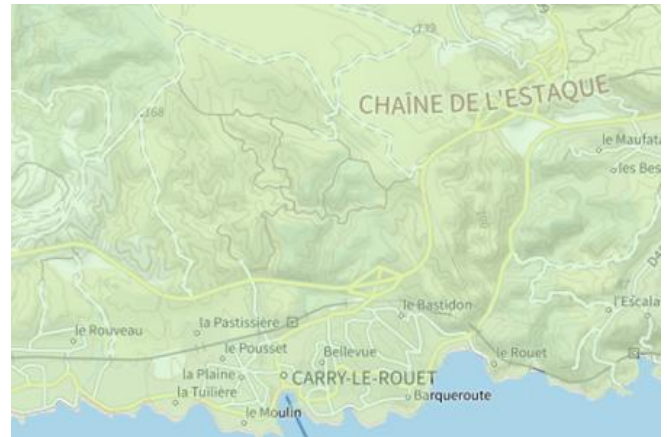 CHAÎNE DE L'ESTAQUE
168
le Maufata
les Bes
l'Escala
le Bastidon
la Pastissière
le Rouveau
le Pousset
Bellevue
le Rouet
la Plaine
CARRY-LE-ROUET
la Tuilière
Barqueroute
le Moulin